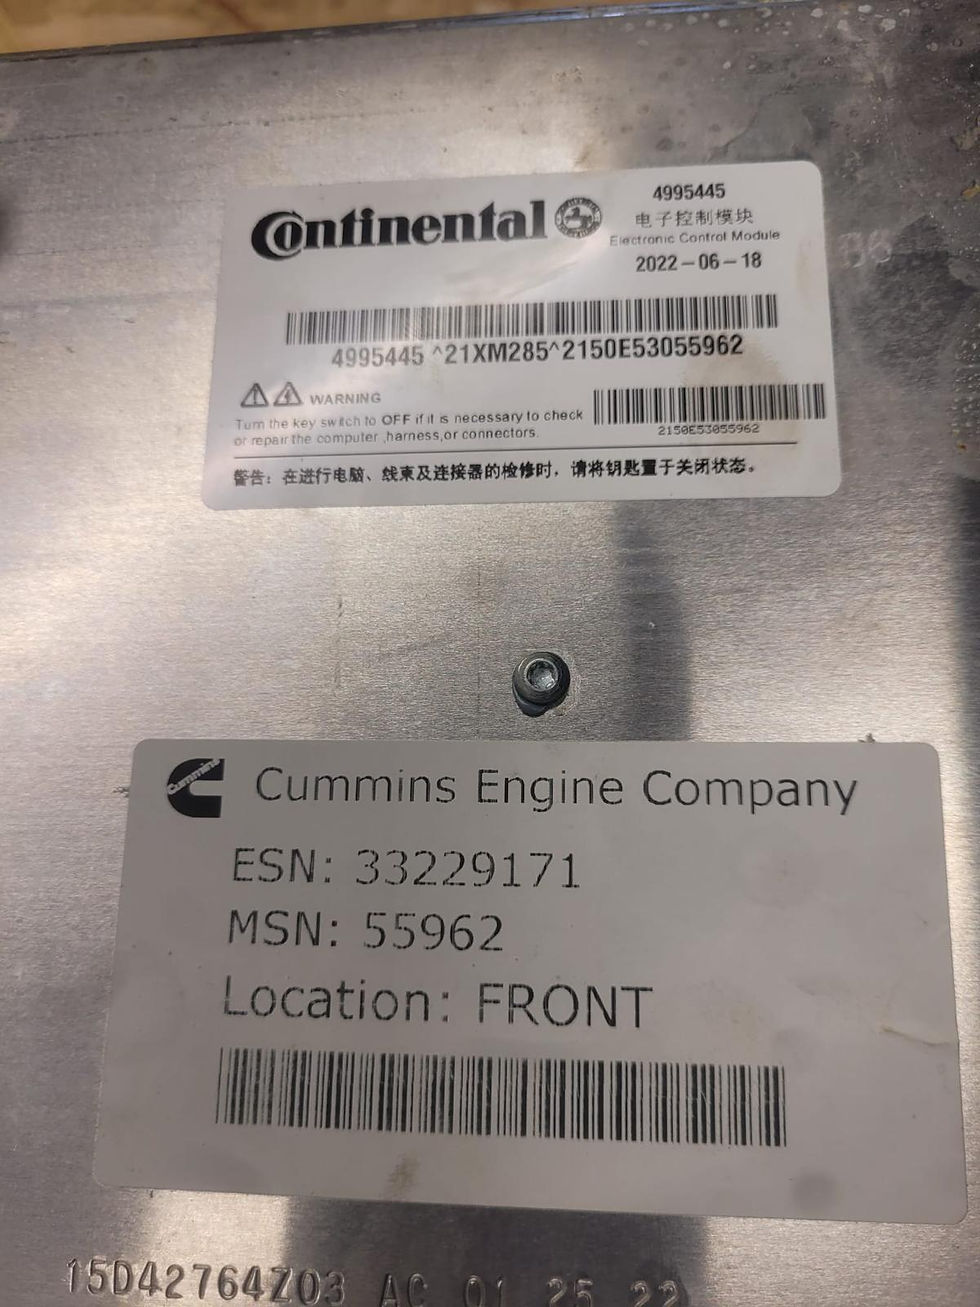 Continental
4995445
电子控制模块
Electronic Control Module
2022-06-18
4995445 ^21XM285^2150E53055962
WARNING
Turn the key switch to OFF if it is necessary to check
or repair the computer ,harness,or connectors.
2150E53055962
警告: 在进行电脑、线束及连接器的检修时, 请将钥匙置于关闭状态。
Cummins
Cummins Engine Company
ESN: 33229171
MSN: 55962
Location: FRONT
15D42764Z03 AC 01 25 22